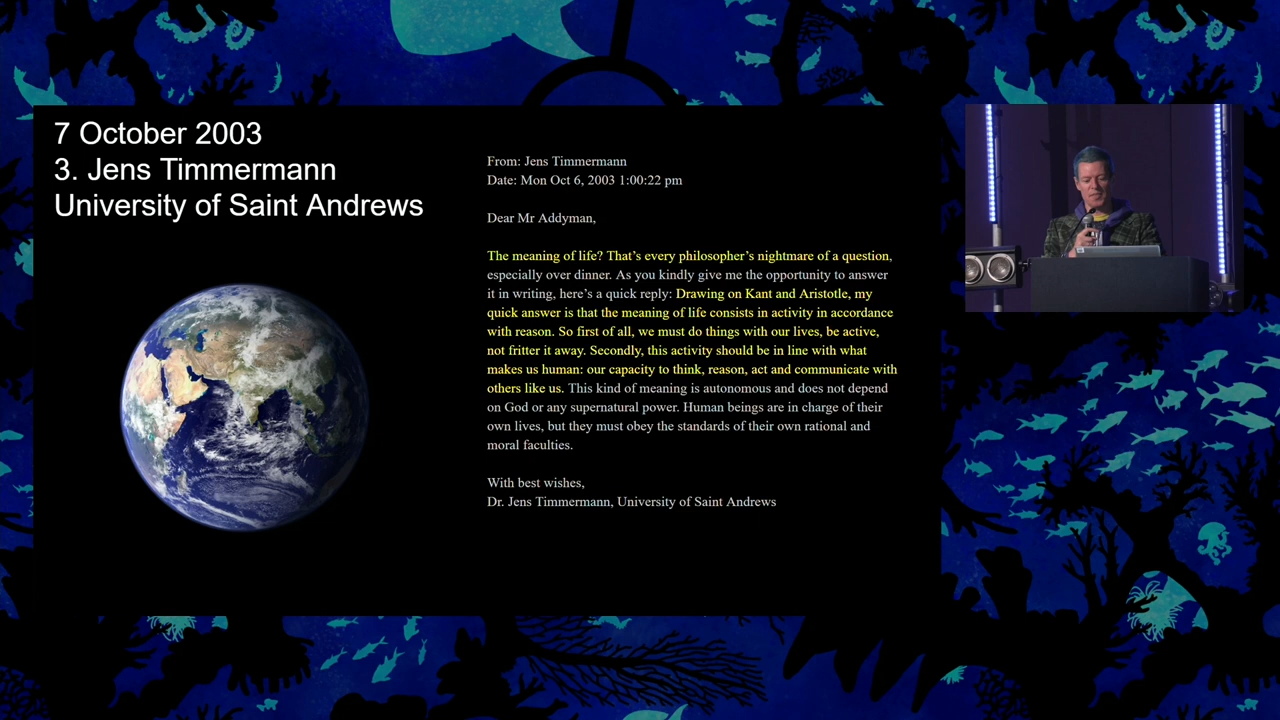 7 October 2003
3. Jens Timmermann
University of Saint Andrews
From: Jens Timmermann
Date: Mon Oct 6, 2003 1:00:22 pm
Dear Mr Addyman,
The meaning of life? That's every philosopher's nightmare of a question,
especially over dinner. As you kindly give me the opportunity to answer
it in writing, here's a quick reply: Drawing on Kant and Aristotle, my
quick answer is that the meaning of life consists in activity in accordance
with reason. So first of all, we must do things with our lives, be active,
not fritter it away. Secondly, this activity should be in line with what
makes us human: our capacity to think, reason, act and communicate with
others like us. This kind of meaning is autonomous and does not depend
on God or any supernatural power. Human beings are in charge of their
own lives, but they must obey the standards of their own rational and
moral faculties.
With best wishes,
Dr. Jens Timmermann, University of Saint Andrews